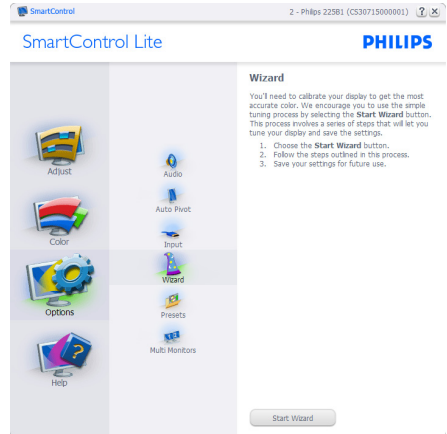 SmartControl
2 - Philips 225B1 (CS30715000001)
SmartControl Lite
PHILIPS
Adjust
Color
Options
Help
Audio
Auto Pivot
Input
Wizard
Presets
Multi Monitors
Wizard
You'll need to calibrate your display to get the most
accurate color. We encourage you to use the simple
tuning process by selecting the Start Wizard button.
This process involves a series of steps that will let you
tune your display and save the settings.
1. Choose the Start Wizard button.
2. Follow the steps outlined in this process.
3. Save your settings for future use.
Start Wizard